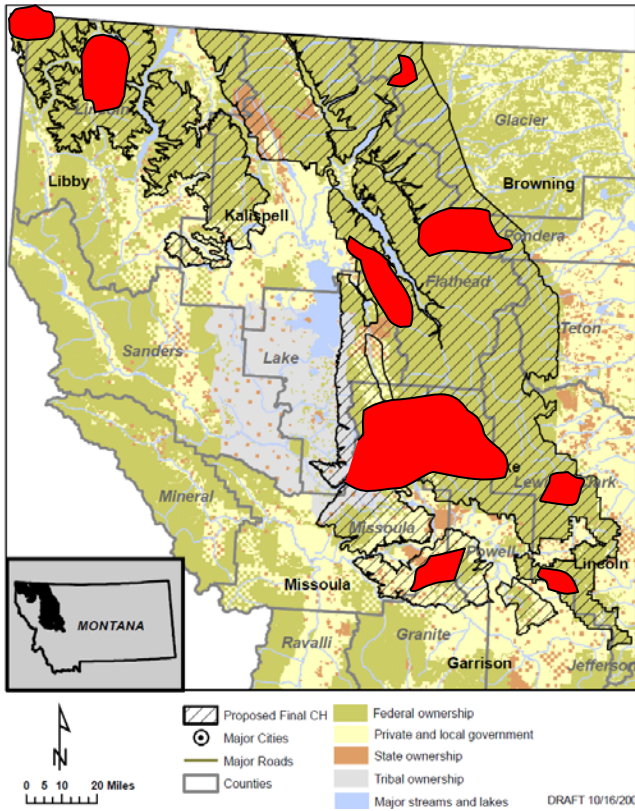 Lincoln
Glacier
Libby
Browning
Kalispell
Pondera
Flathead
Teton
Sanders
Lake
ke
Lewis Clark
Mineral
Missoula
Powell
Lincoln
Missoula
MONTANA
Ravalli
Granite
Garrison
Jefferson
N
0 5 10 20 Miles
Proposed Final CH
Major Cities
Major Roads
Counties
Federal ownership
Private and local government
State ownership
Tribal ownership
Major streams and lakes
DRAFT 10/16/200